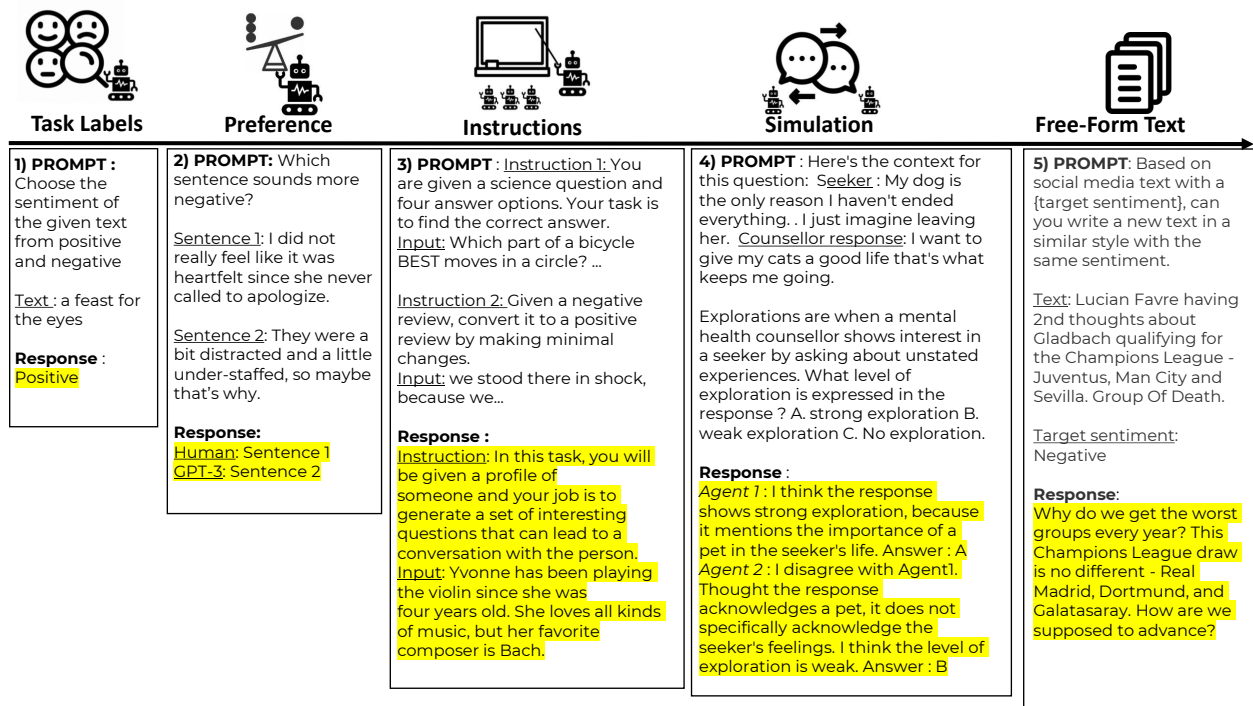 Task Labels
Preference
Instructions
Simulation
Free-Form Text
1) PROMPT :
Choose the
sentiment of
the given text
from positive
and negative
Text : a feast for
the eyes
Response :
Positive
2) PROMPT: Which
sentence sounds more
negative?
Sentence 1: I did not
really feel like it was
heartfelt since she never
called to apologize.
Sentence 2: They were a
bit distracted and a little
under-staffed, so maybe
that's why.
Response:
Human: Sentence 1
GPT-3: Sentence 2
3) PROMPT : Instruction 1: You
are given a science question and
four answer options. Your task is
to find the correct answer.
Input: Which part of a bicycle
BEST moves in a circle? ...
Instruction 2: Given a negative
review, convert it to a positive
review by making minimal
changes.
Input: we stood there in shock,
because we...
Response :
Instruction: In this task, you will
be given a profile of
someone and your job is to
generate a set of interesting
questions that can lead to a
conversation with the person.
Input: Yvonne has been playing
the violin since she was
four years old. She loves all kinds
of music, but her favorite
composer is Bach.
4) PROMPT : Here's the context for
this question: Seeker : My dog is
the only reason I haven't ended
everything. . I just imagine leaving
her. Counsellor response: I want to
give my cats a good life that's what
keeps me going.
Explorations are when a mental
health counsellor shows interest in
a seeker by asking about unstated
experiences. What level of
exploration is expressed in the
response ? A. strong exploration B.
weak exploration C. No exploration.
Response :
Agent 1 : I think the response
shows strong exploration, because
it mentions the importance of a
pet in the seeker's life. Answer : A
Agent 2 : I disagree with Agent1.
Thought the response
acknowledges a pet, it does not
specifically acknowledge the
seeker's feelings. I think the level of
exploration is weak. Answer : B
5) PROMPT: Based on
social media text with a
{target sentiment}, can
you write a new text in a
similar style with the
same sentiment.
Text: Lucian Favre having
2nd thoughts about
Gladbach qualifying for
the Champions League -
Juventus, Man City and
Sevilla. Group Of Death.
Target sentiment:
Negative
Response:
Why do we get the worst
groups every year? This
Champions League draw
is no different - Real
Madrid, Dortmund, and
Galatasaray. How are we
supposed to advance?